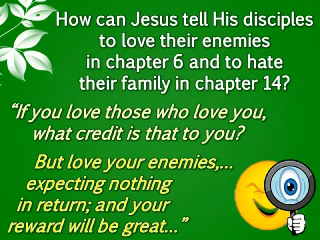 How can Jesus tell His disciples
to love their enemies
in chapter 6 and to hate
their family in chapter 14?
“If you love those who love you,
what credit is that to you?
But love your enemies,...
expecting nothing
in return; and your
reward will be great...”